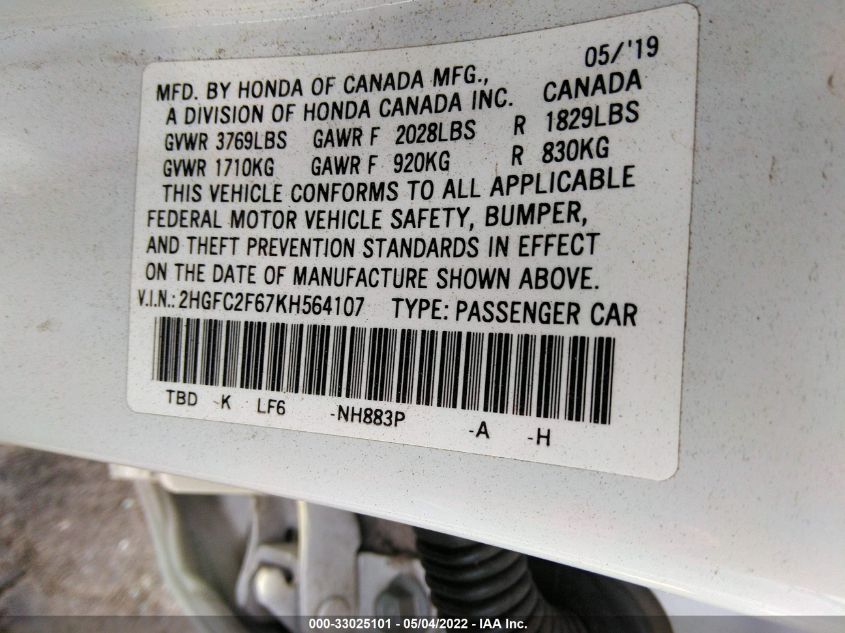 05/'19
MFD. BY HONDA OF CANADA MFG.,
A DIVISION OF HONDA CANADA INC. CANADA
GVWR 3769LBS GAWR F 2028LBS R 1829LBS
GVWR 1710KG GAWR F 920KG R 830KG
THIS VEHICLE CONFORMS TO ALL APPLICABLE
FEDERAL MOTOR VEHICLE SAFETY, BUMPER,
AND THEFT PREVENTION STANDARDS IN EFFECT
ON THE DATE OF MANUFACTURE SHOWN ABOVE.
V.I.N.: 2HGFC2F67KH564107 TYPE: PASSENGER CAR
TBD -K LF6 -NH883P -A -H
000-33025101 - 05/04/2022 - IAA Inc.